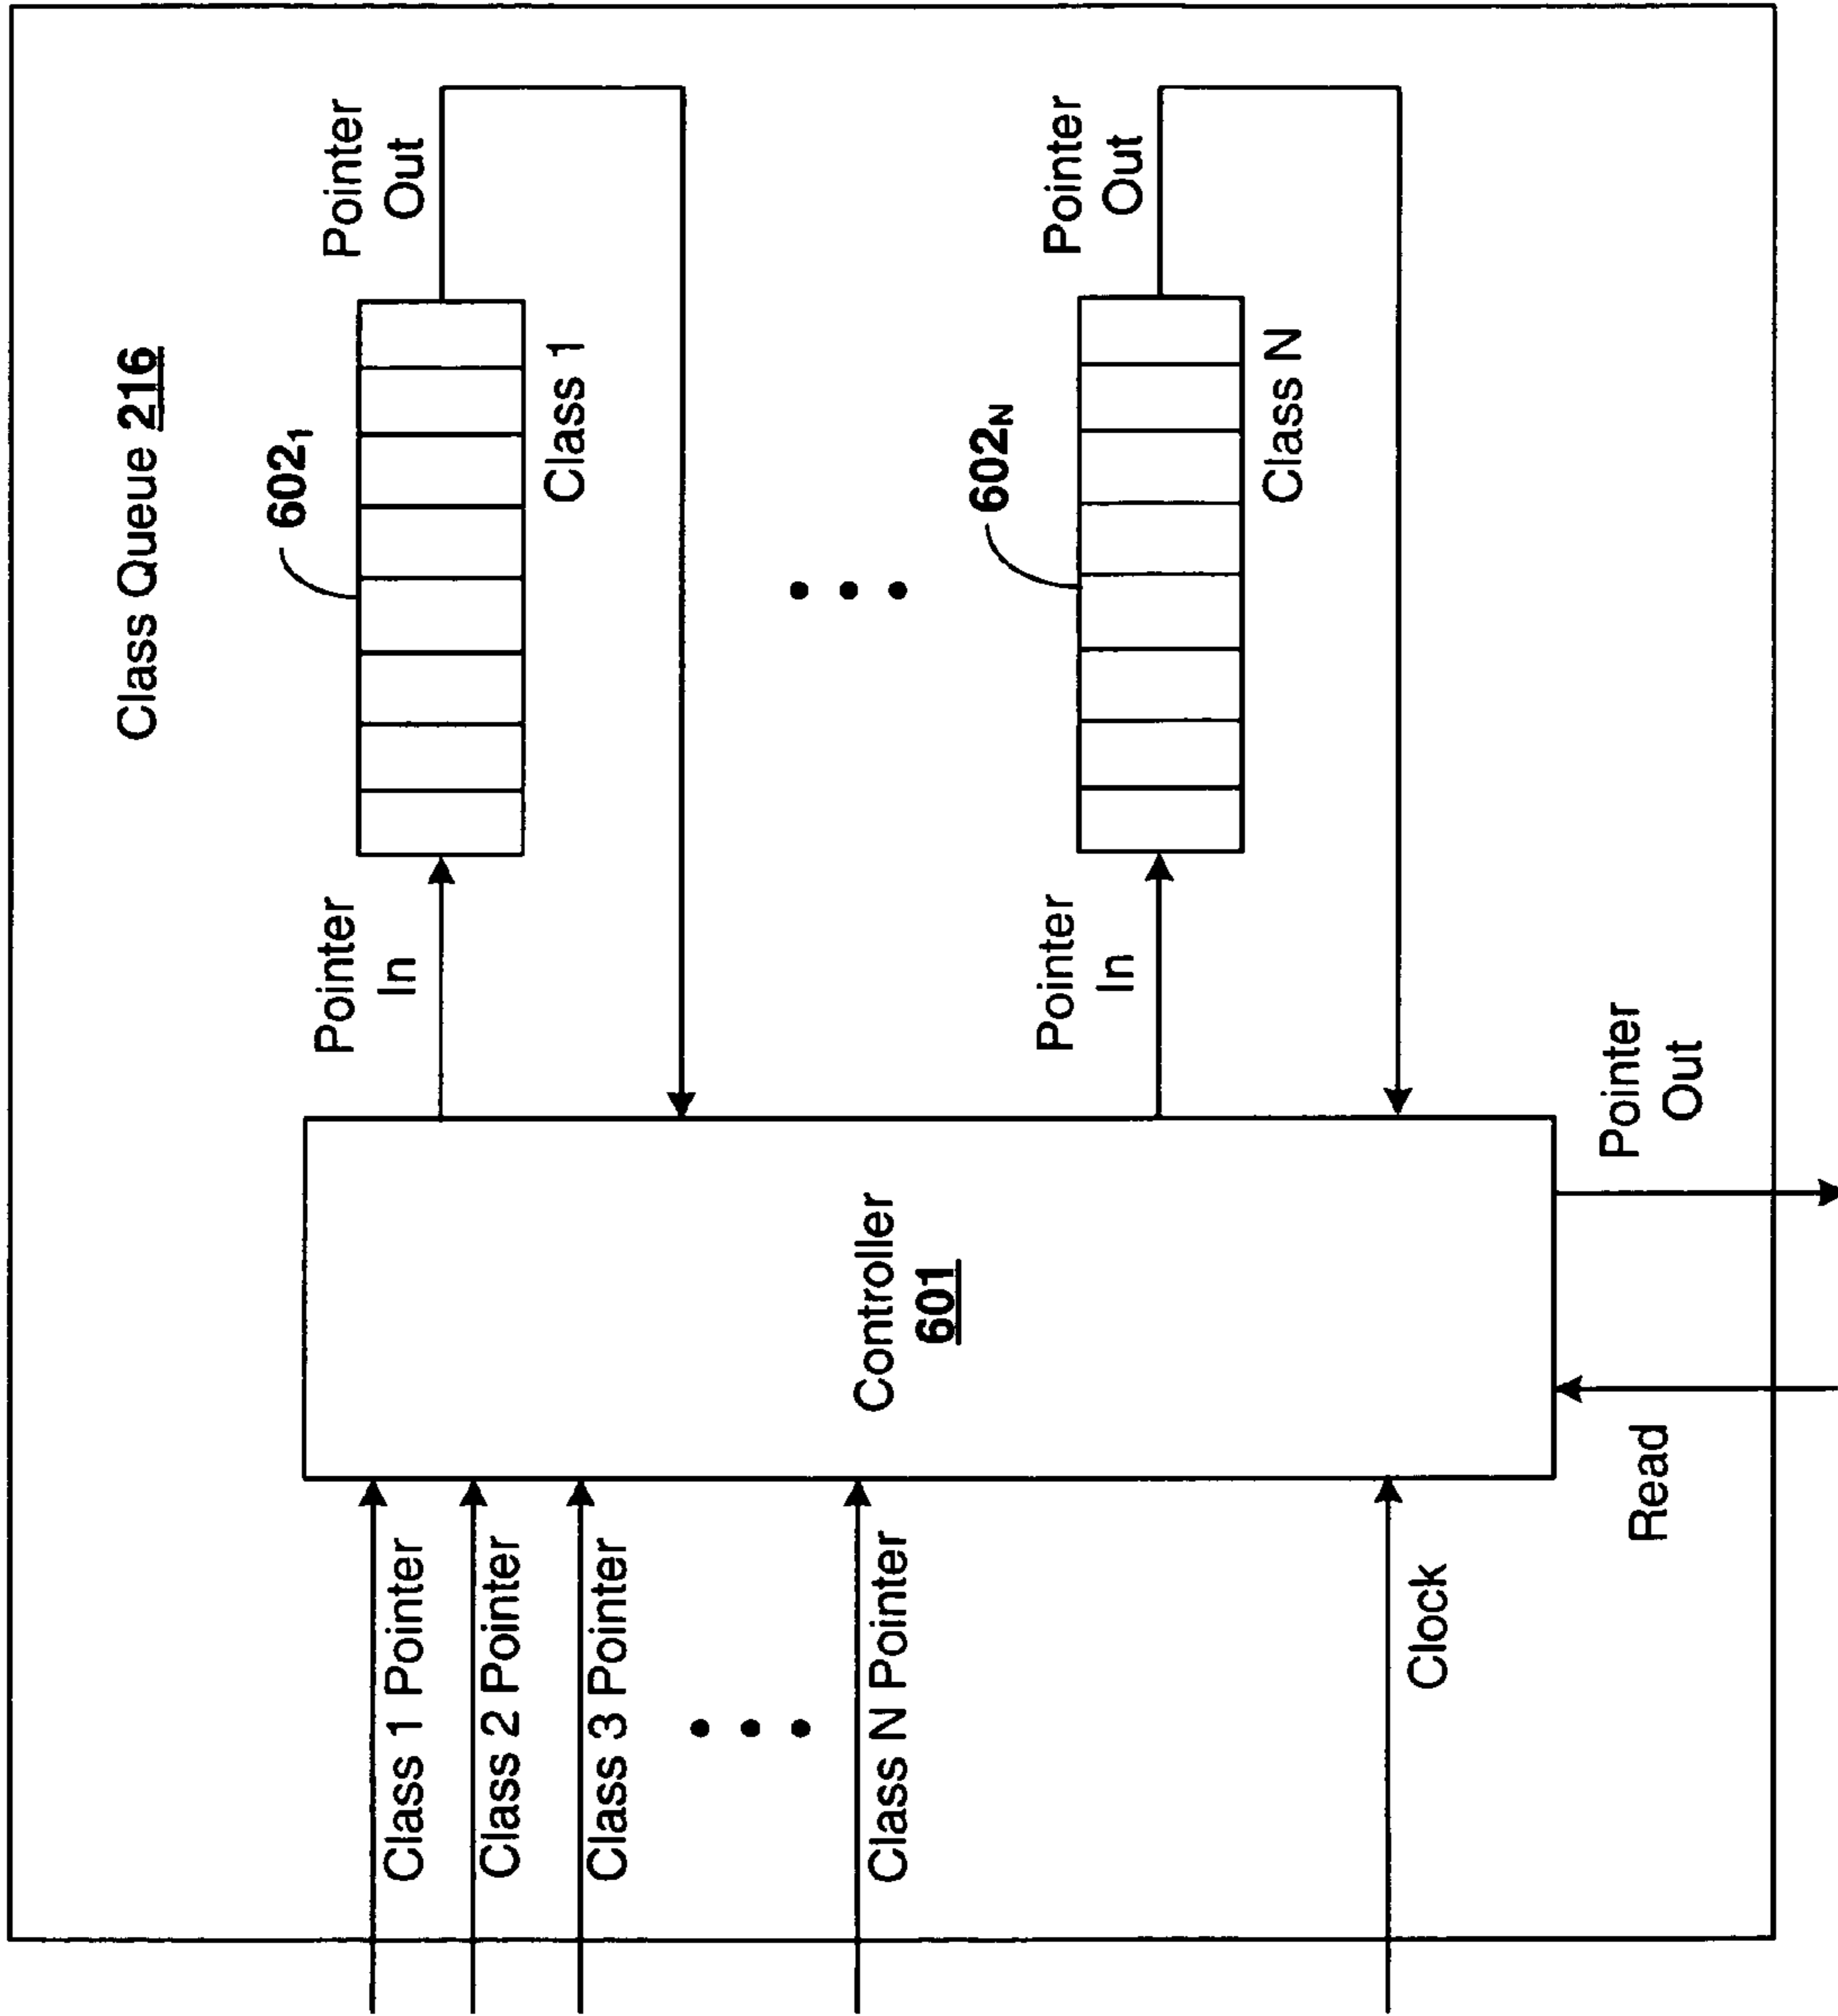 Class Queue 216
602₁
Pointer
In
Pointer
Out
Class 1
Class 1 Pointer
Class 2 Pointer
Class 3 Pointer
Class N Pointer
Controller
601
602N
Pointer
In
Pointer
Out
Class N
Clock
Read
Pointer
Out